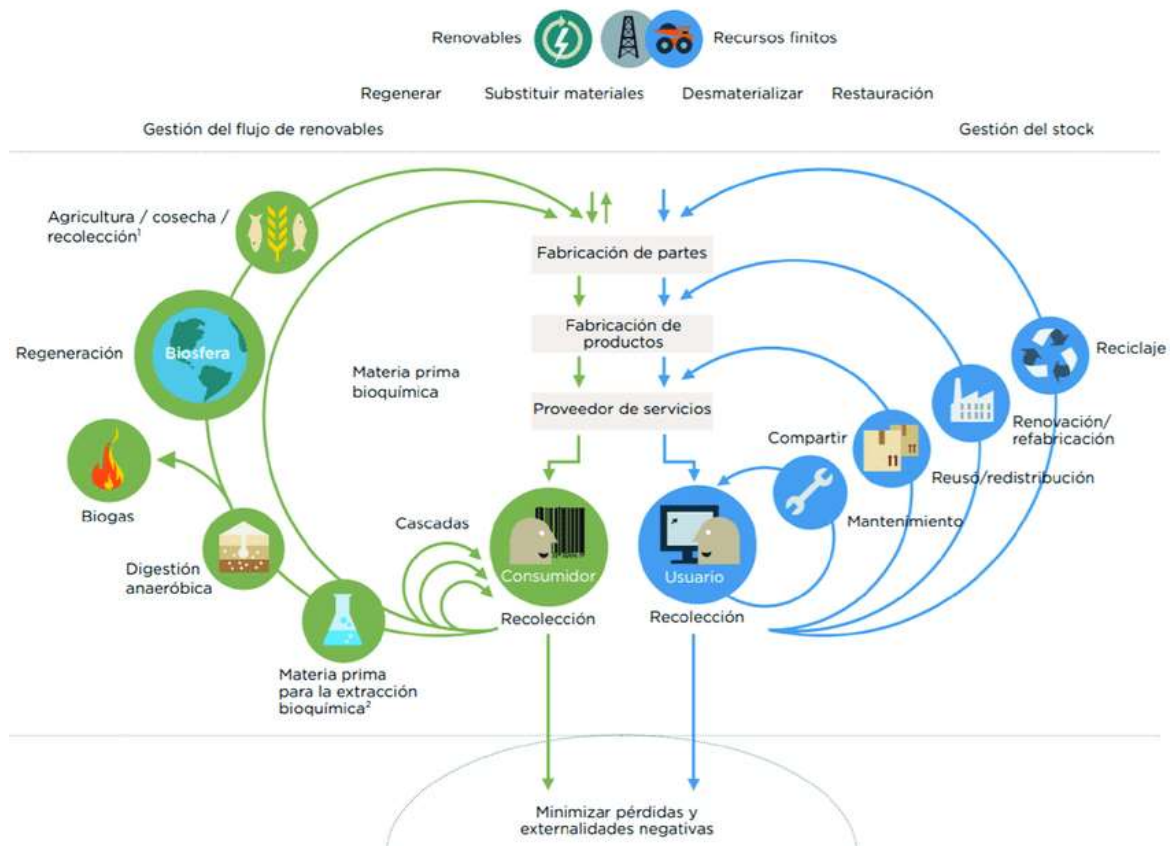 Renovables
Recursos finitos
Regenerar
Substituir materiales
Desmaterializar
Restauración
Gestión del flujo de renovables
Gestión del stock
Agricultura / cosecha /
recolección¹
Fabricación de partes
Regeneración
Biosfera
Fabricación de
productos
Reciclaje
Materia prima
bioquímica
Proveedor de servicios
Renovación/
refabricación
Compartir
Reuso/redistribución
Biogas
Cascadas
Mantenimiento
Digestión
anaeróbica
Consumidor
Usuario
Recolección
Recolección
Materia prima
para la extracción
bioquímica²
Minimizar pérdidas y
externalidades negativas